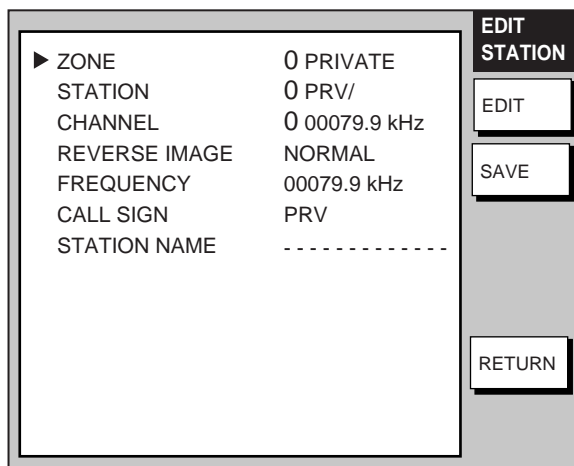 ZONE 0 PRIVATE
STATION 0 PRV/
CHANNEL 0 00079.9 kHz
REVERSE IMAGE NORMAL
FREQUENCY 00079.9 kHz
CALL SIGN PRV
STATION NAME - - - - - - - - - - - - -
EDIT
STATION
EDIT
SAVE
RETURN